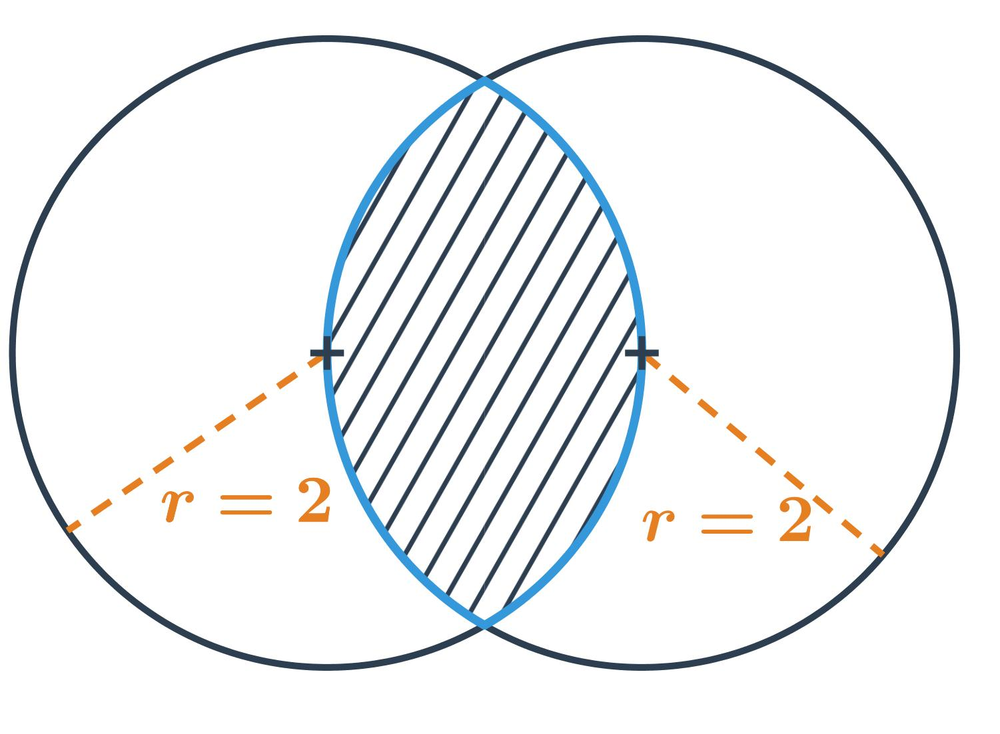 r = 2
r = 2